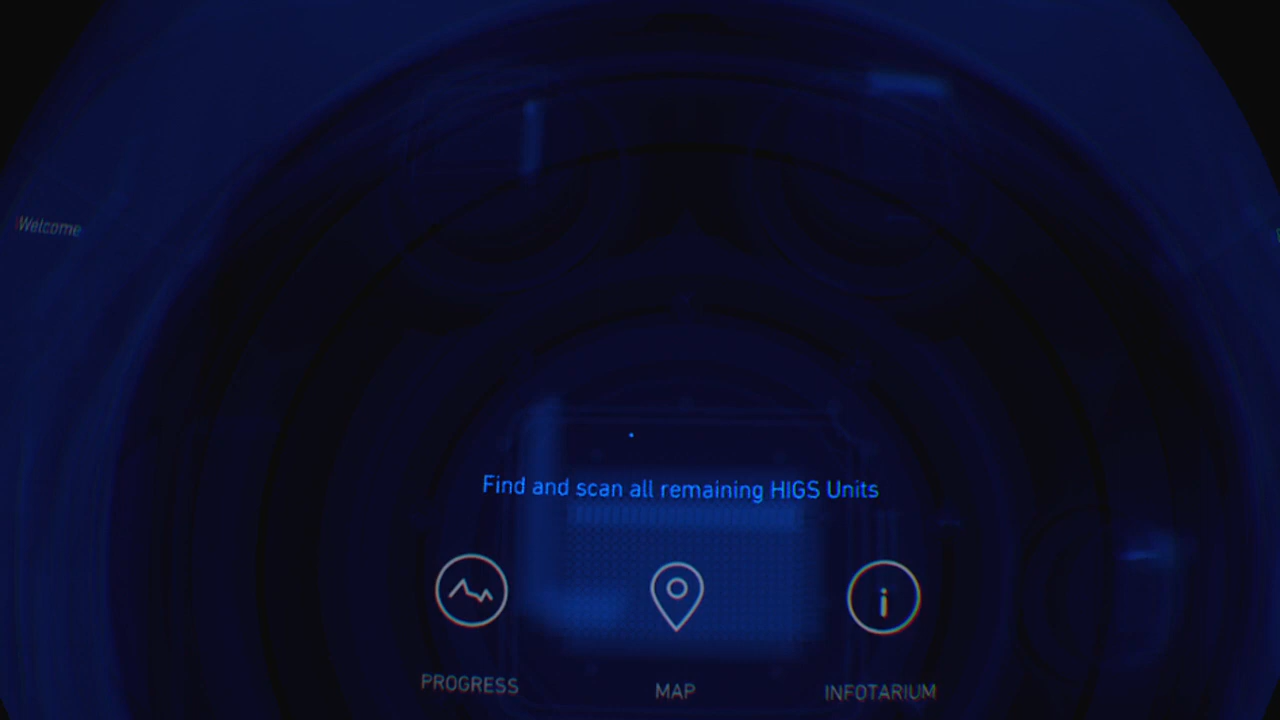 Welcome
Find and scan all remaining HIGS Units
PROGRESS
MAP
INFOTARIUM